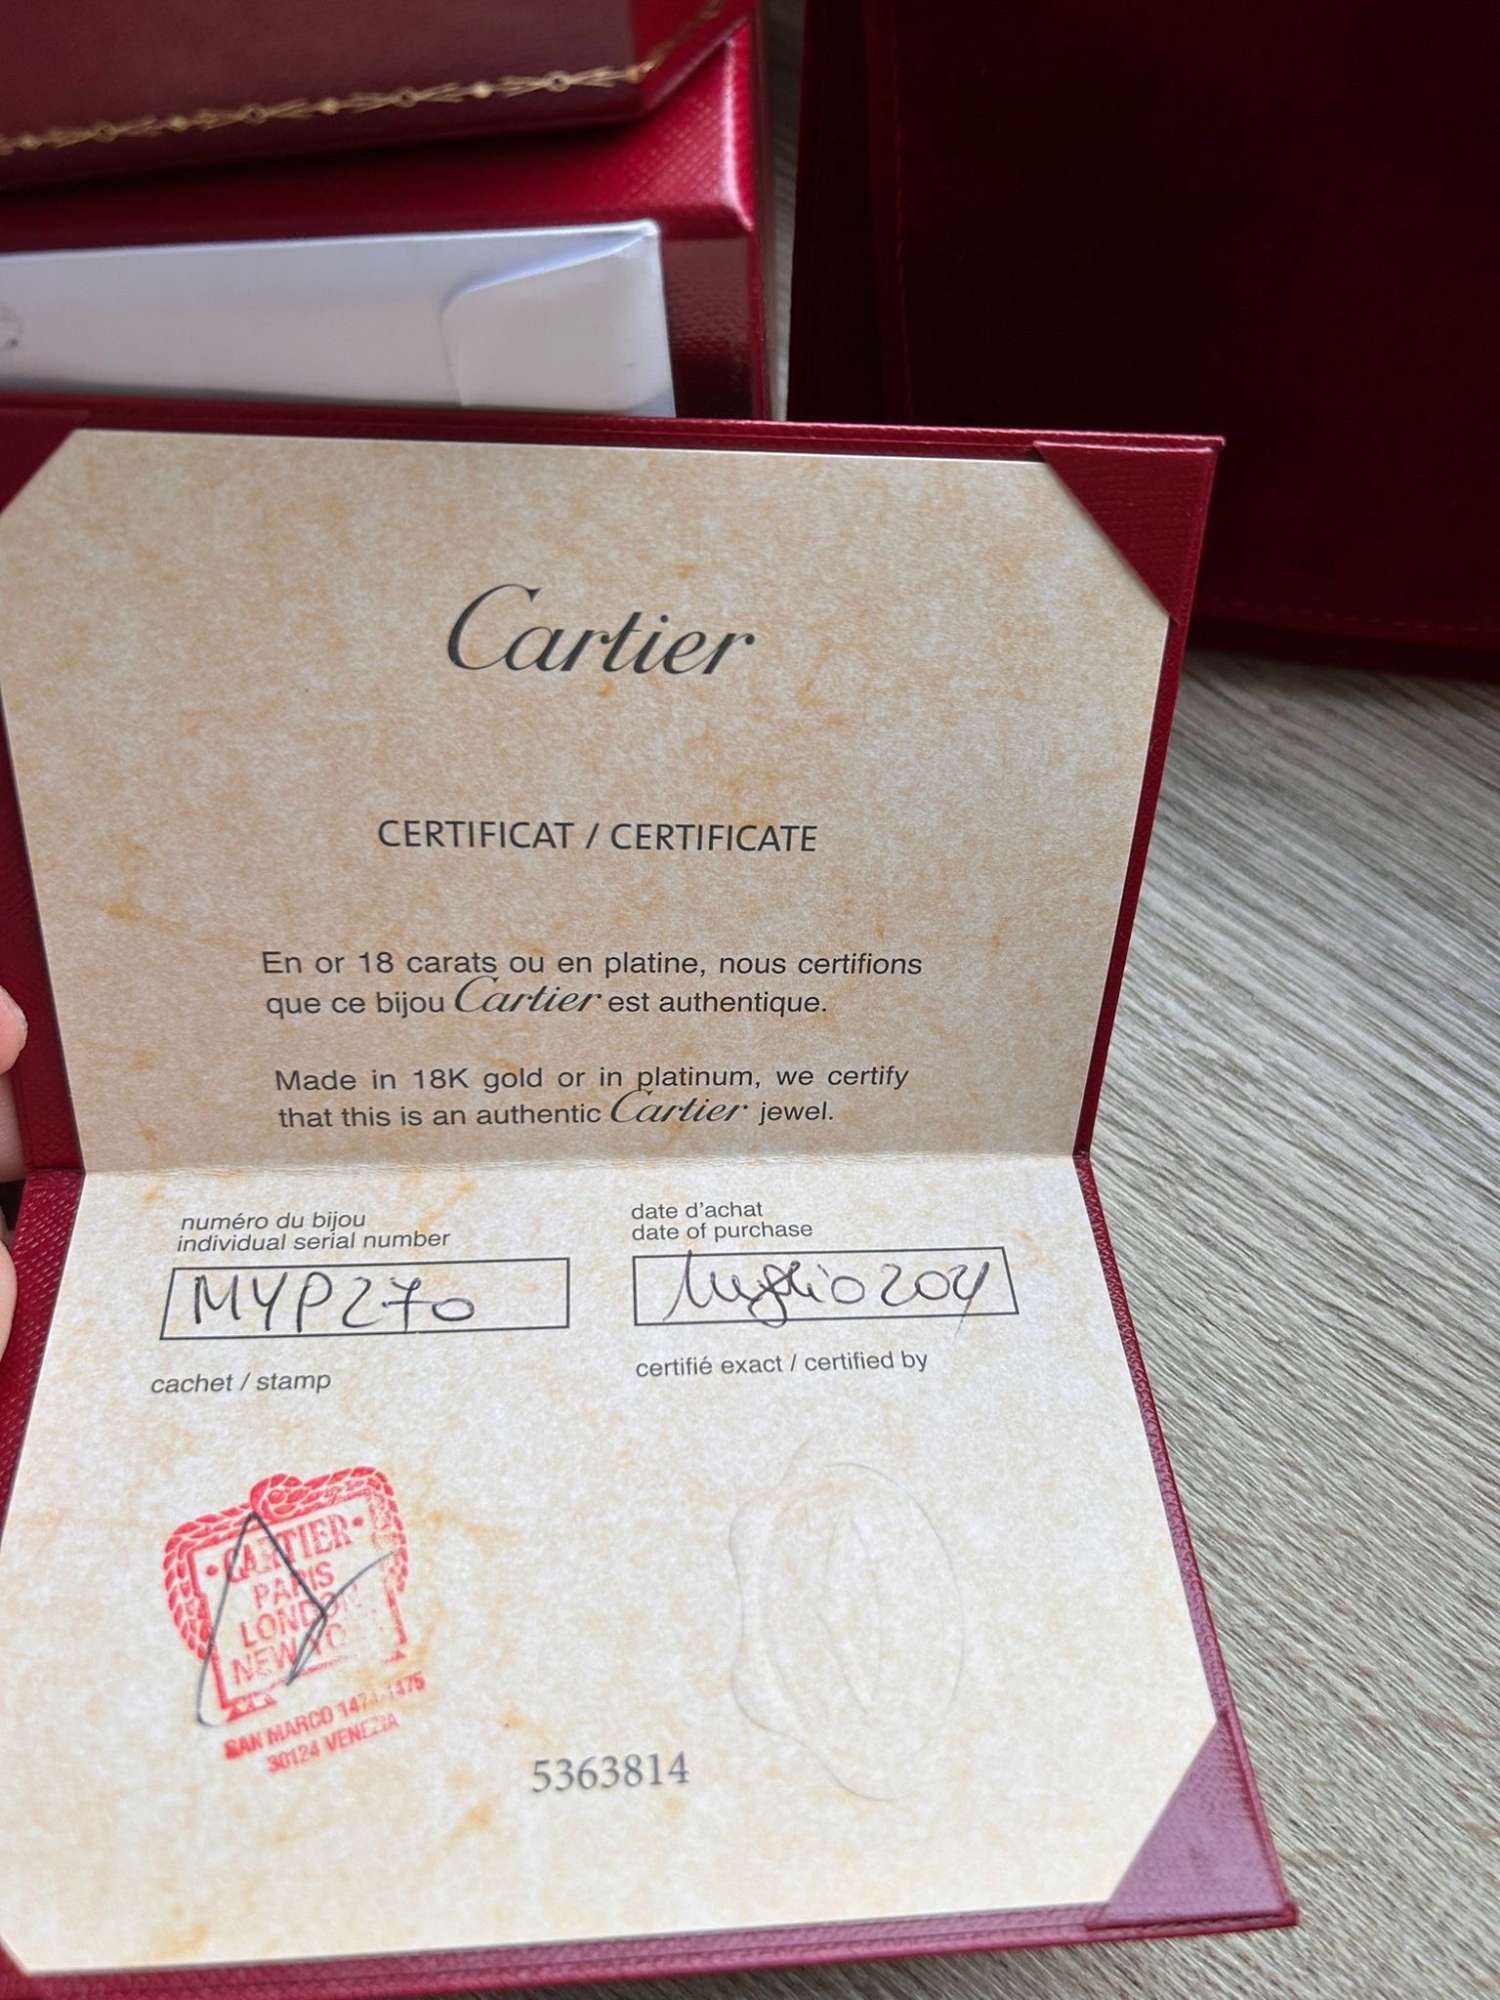 Cartier
CERTIFICAT / CERTIFICATE
En or 18 carats ou en platine, nous certifions
que ce bijou Cartier est authentique.
Made in 18K gold or in platinum, we certify
that this is an authentic Cartier jewel.
numéro du bijou
individual serial number
MYP270
date d'achat
date of purchase
luglio
cachet / stamp
certifié exact / certified by
•CARTIER•
PARIS
LONDON
NEW YO
SAN MARCO 1474-1475
30124 VENEZIA
5363814